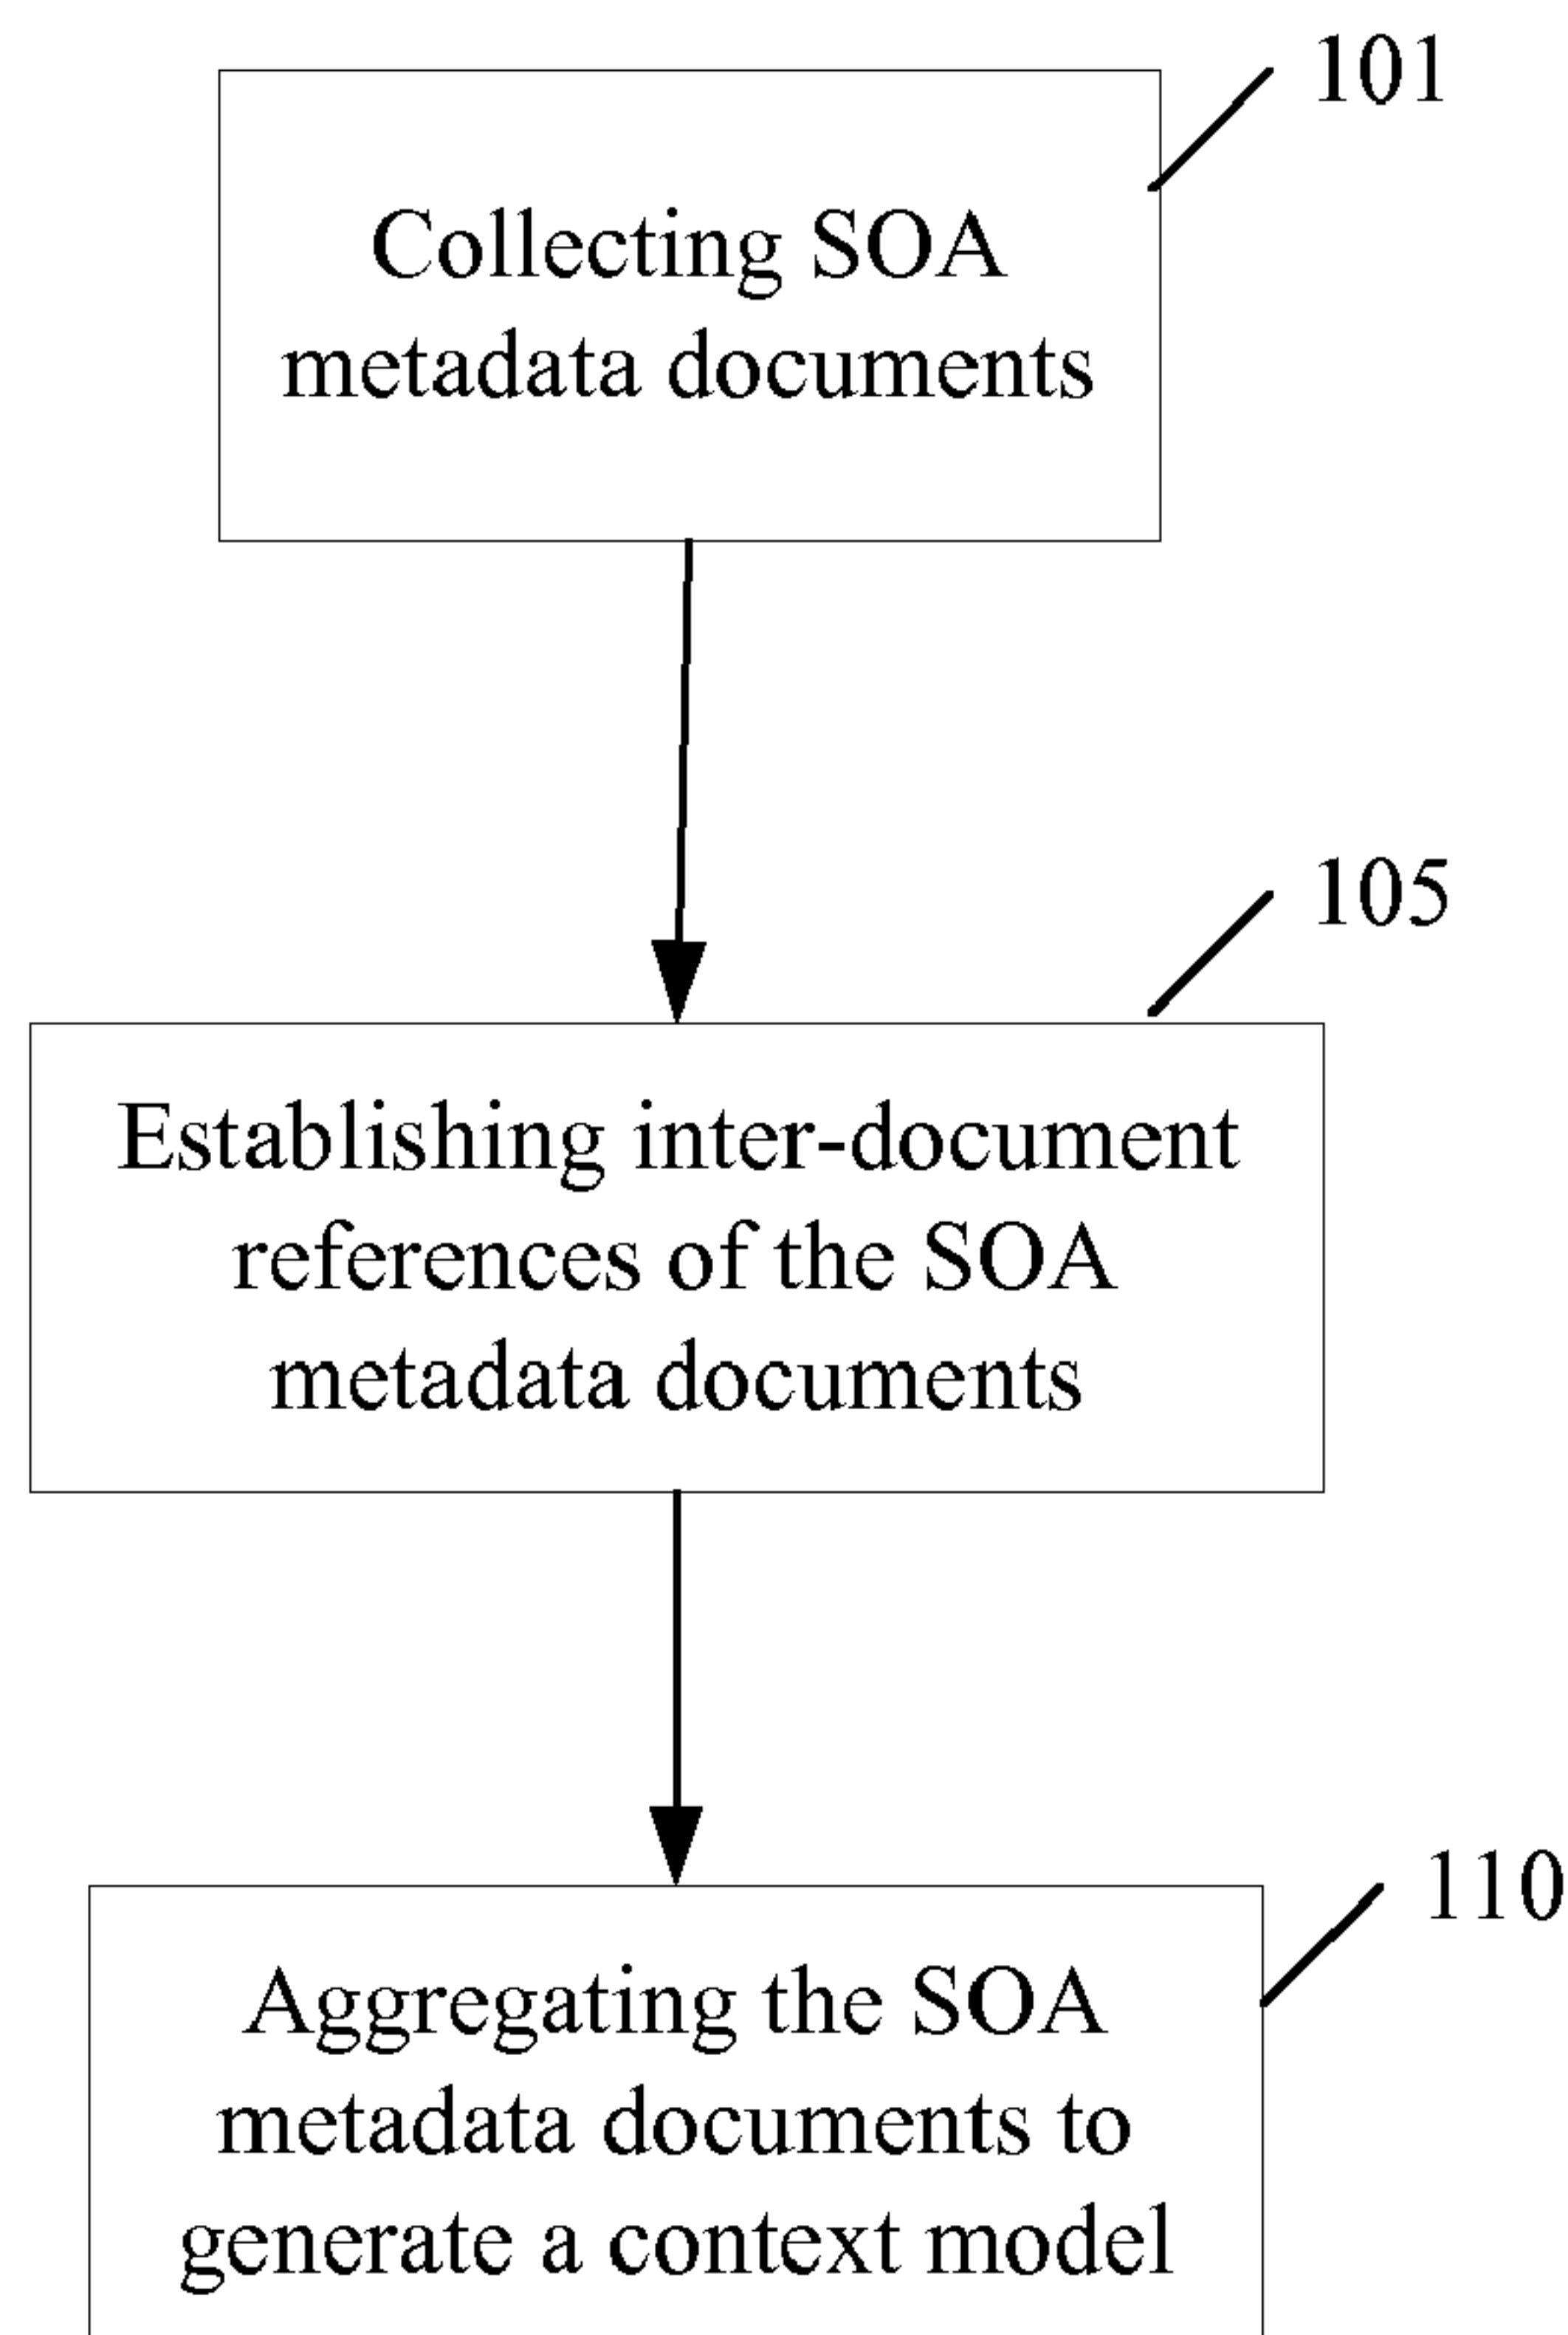 101
Collecting SOA
metadata documents
105
Establishing inter-document
references of the SOA
metadata documents
110
Aggregating the SOA
metadata documents to
generate a context model